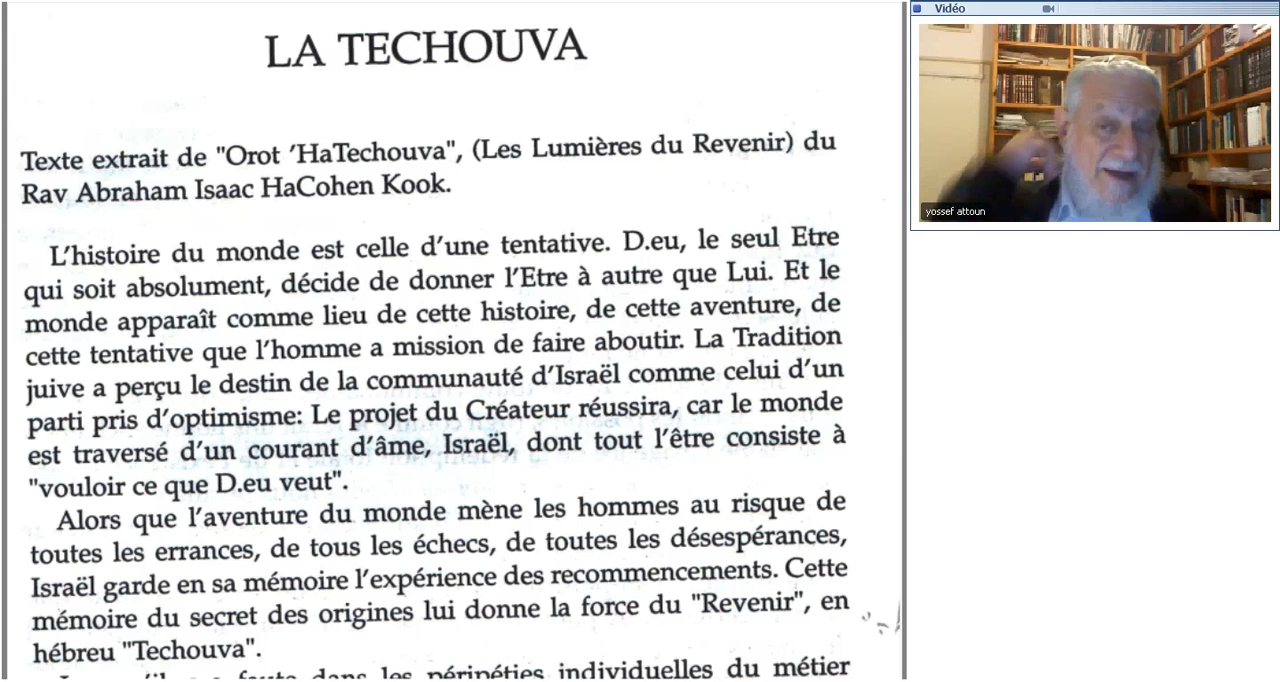 LA TECHOUVA
Texte extrait de "Orot 'HaTechouva", (Les Lumières du Revenir) du
Rav Abraham Isaac HaCohen Kook.
L'histoire du monde est celle d'une tentative. D.eu, le seul Etre
qui soit absolument, décide de donner l'Etre à autre que Lui. Et le
monde apparaît comme lieu de cette histoire, de cette aventure, de
cette tentative que l'homme a mission de faire aboutir. La Tradition
juive a perçu le destin de la communauté d'Israël comme celui d'un
parti pris d'optimisme: Le projet du Créateur réussira, car le monde
est traversé d'un courant d'âme, Israël, dont tout l'être consiste à
"vouloir ce que D.eu veut".
Alors que l'aventure du monde mène les hommes au risque de
toutes les errances, de tous les échecs, de toutes les désespérances,
Israël garde en sa mémoire l'expérience des recommencements. Cette
mémoire du secret des origines lui donne la force du "Revenir", en
hébreu "Techouva".
dans les péripéties individuelles du métier
Vidéo
yossef attoun